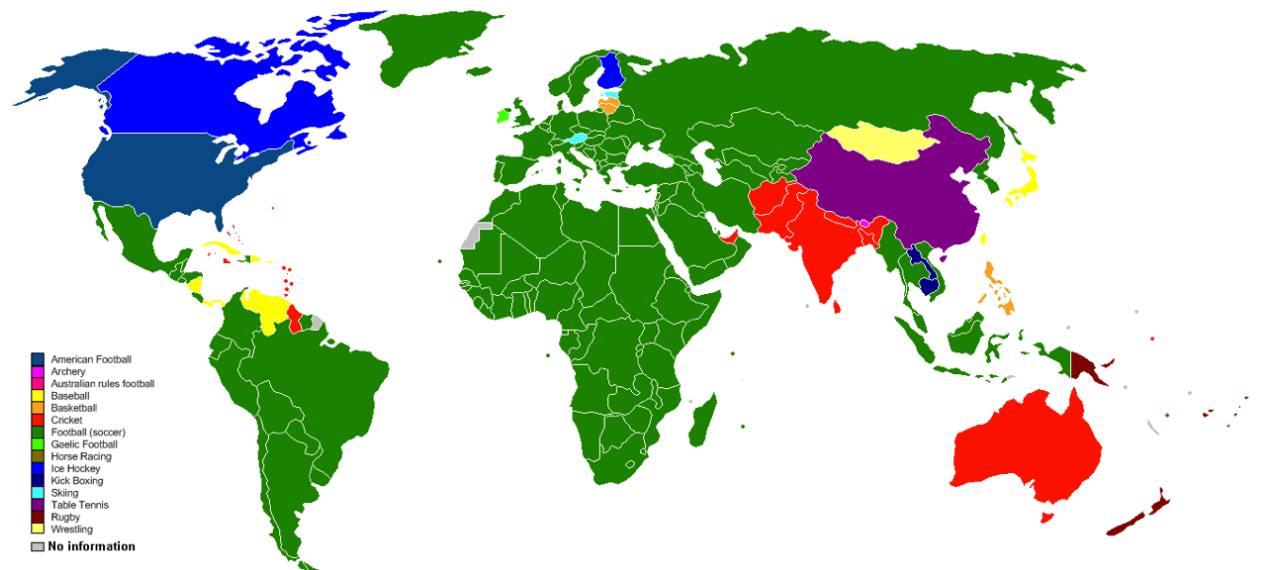 American Football
Archery
Australian rules football
Baseball
Basketball
Cricket
Football (soccer)
Gaelic Football
Horse Racing
Ice Hockey
Kick Boxing
Skiing
Table Tennis
Rugby
Wrestling
No information